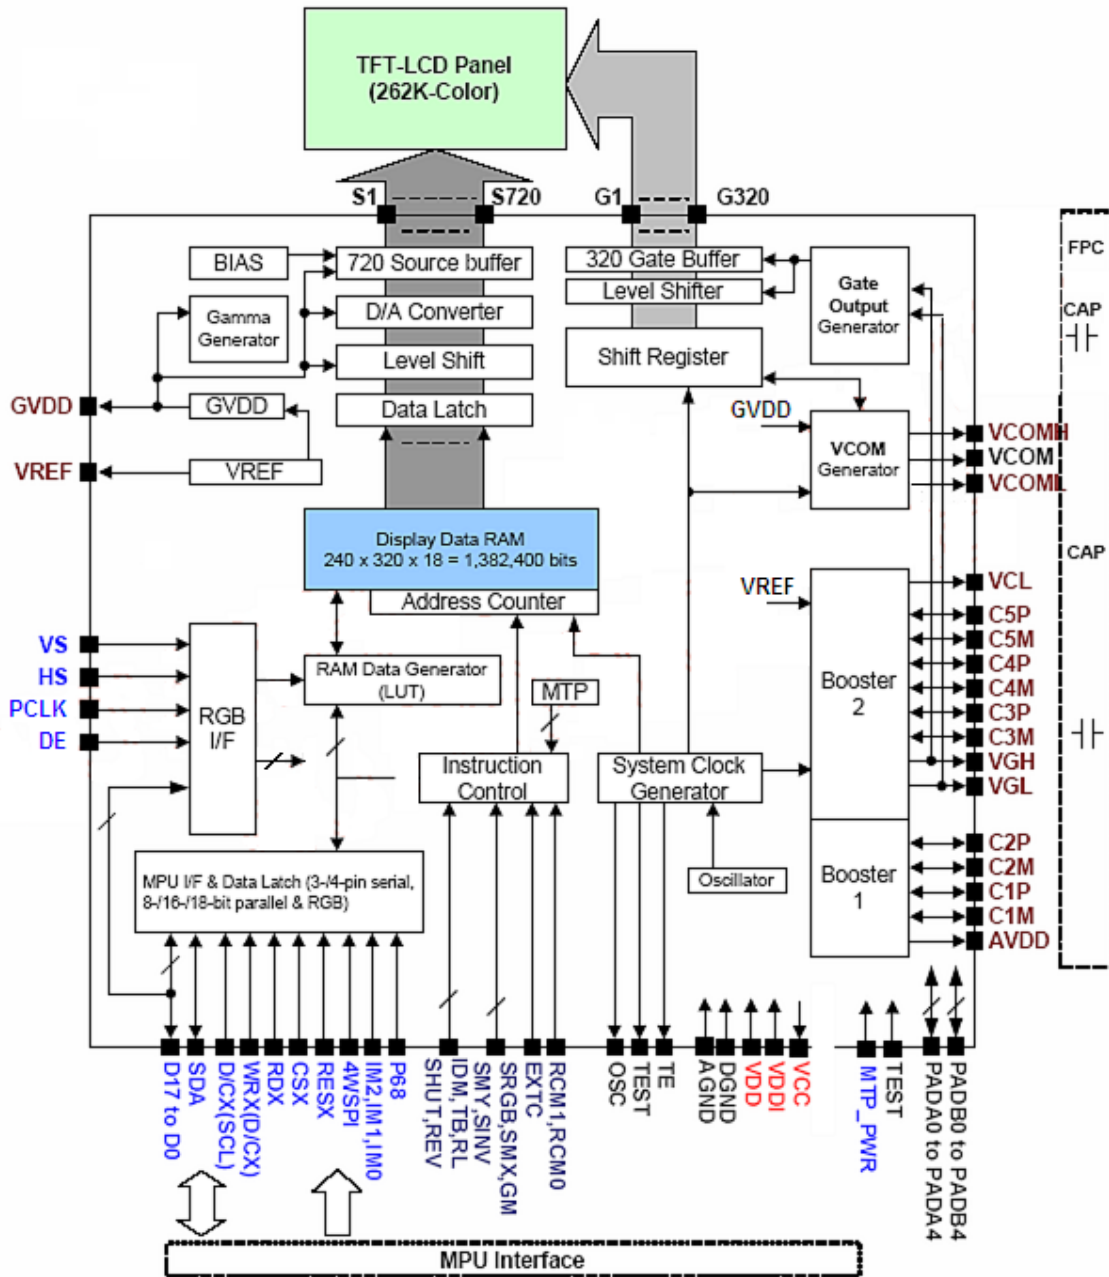 TFT-LCD Panel
(262K-Color)
S1
S720
G1
G320
BIAS
720 Source buffer
320 Gate Buffer
Level Shifter
Gate
Output
Generator
FPC
CAP
Gamma
Generator
D/A Converter
Level Shift
Shift Register
GVDD
GVDD
Data Latch
GVDD
VCOM
Generator
VCOMH
VCOM
VCOML
VREF
VREF
Display Data RAM
240 x 320 x 18 = 1,382,400 bits
Address Counter
VREF
CAP
VCL
C5P
C5M
C4P
C4M
C3P
C3M
VGH
VGL
VS
HS
PCLK
DE
RGB
I/F
RAM Data Generator
(LUT)
MTP
Booster
2
Instruction
Control
System Clock
Generator
Oscillator
Booster
1
C2P
C2M
C1P
C1M
AVDD
MPU I/F & Data Latch (3-/4-pin serial,
8-/16-/18-bit parallel & RGB)
D17 to D0
SDA
D/CX(SCL)
WRX(D/CX)
RDX
CSX
RESX
4WSPI
IM2,IM1,IM0
P68
SHUT,REV
IDM,TB,RL
SMY,SINV
SRGB,SMX,GM
EXTC
RCM1,RCM0
OSC
TEST
TE
AGND
DGND
VDD
VDDI
VCC
MTP_PWR
TEST
PADA0 to PADA4
PADB0 to PADB4
MPU Interface